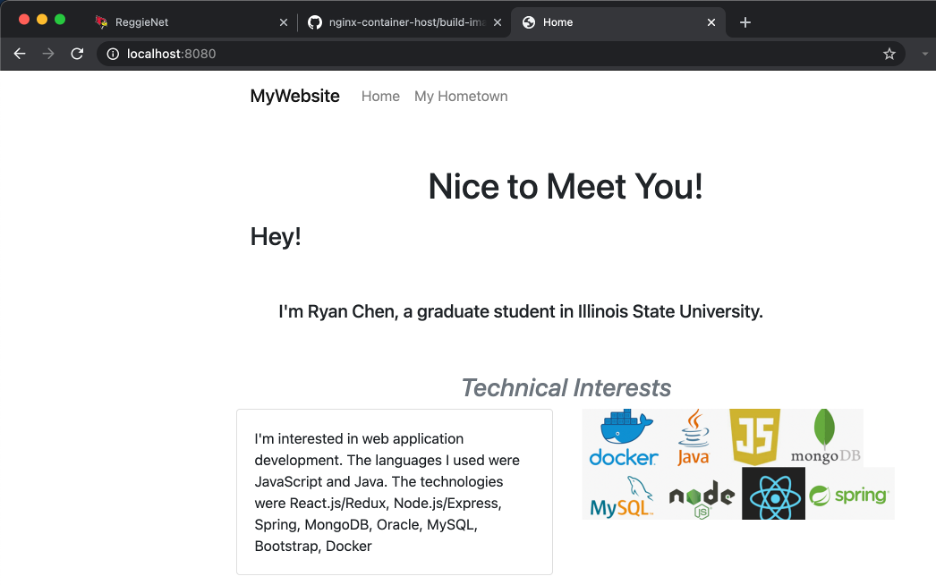 ReggieNet
nginx-container-host/build-im
Home
localhost:8080
MyWebsite Home My Hometown
Nice to Meet You!
Hey!
I'm Ryan Chen, a graduate student in Illinois State University.
Technical Interests
I'm interested in web application
development. The languages I used were
JavaScript and Java. The technologies
were React.js/Redux, Node.js/Express,
Spring, MongoDB, Oracle, MySQL,
Bootstrap, Docker
docker Java JS mongoDB
MySQL node JS spring